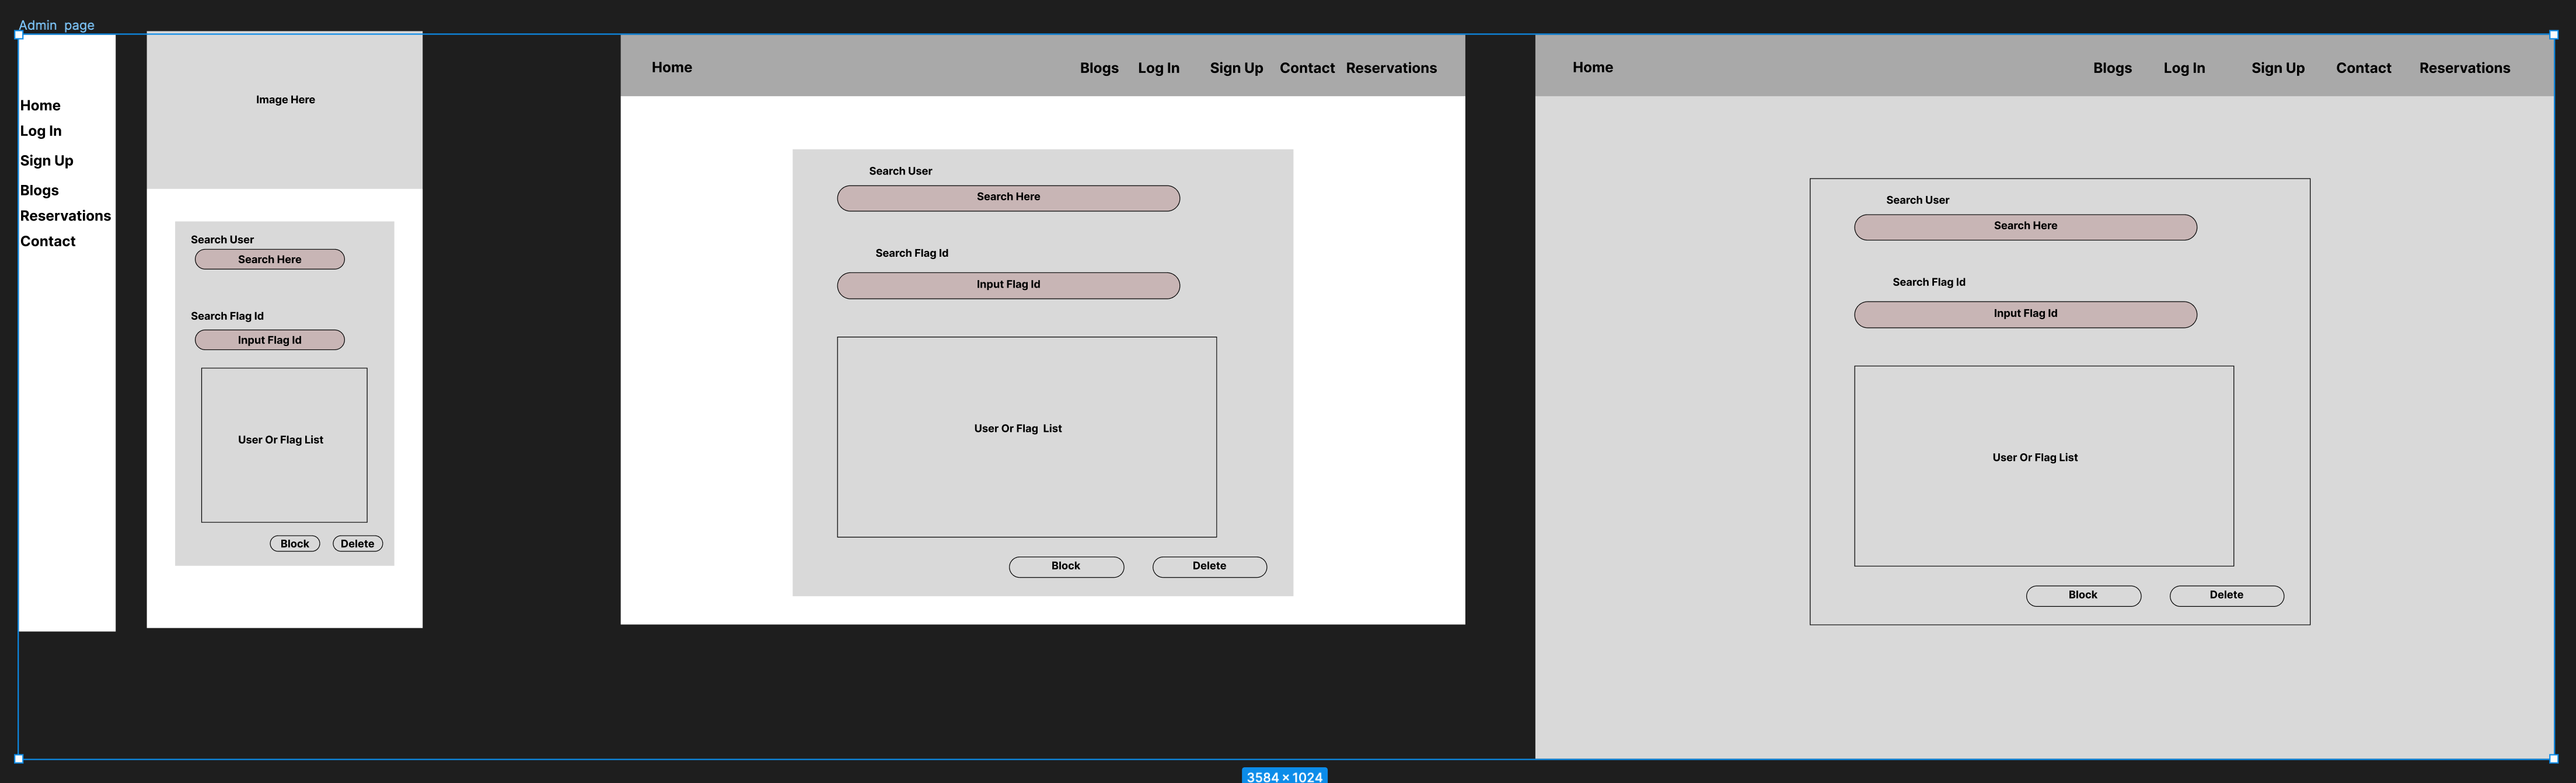 Admin page
Home
Log In
Sign Up
Blogs
Reservations
Contact
Image Here
Search User
Search Here
Search Flag Id
Input Flag Id
User Or Flag List
Block Delete
Home Blogs Log In Sign Up Contact Reservations
Search User
Search Here
Search Flag Id
Input Flag Id
User Or Flag List
Block Delete
Home Blogs Log In Sign Up Contact Reservations
Search User
Search Here
Search Flag Id
Input Flag Id
User Or Flag List
Block Delete
3584 × 1024